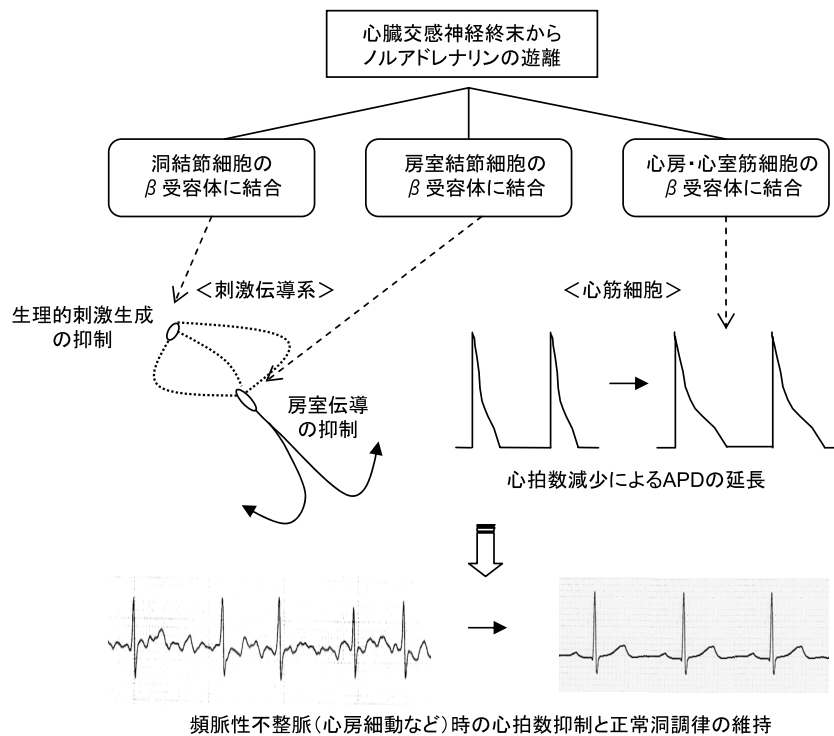 心臓交感神経終末から
ノルアドレナリンの遊離
洞結節細胞の
β受容体に結合
房室結節細胞の
β受容体に結合
心房・心室筋細胞の
β受容体に結合
＜刺激伝導系＞
＜心筋細胞＞
生理的刺激生成
の抑制
房室伝導
の抑制
心拍数減少によるAPDの延長
頻脈性不整脈（心房細動など）時の心拍数抑制と正常洞調律の維持